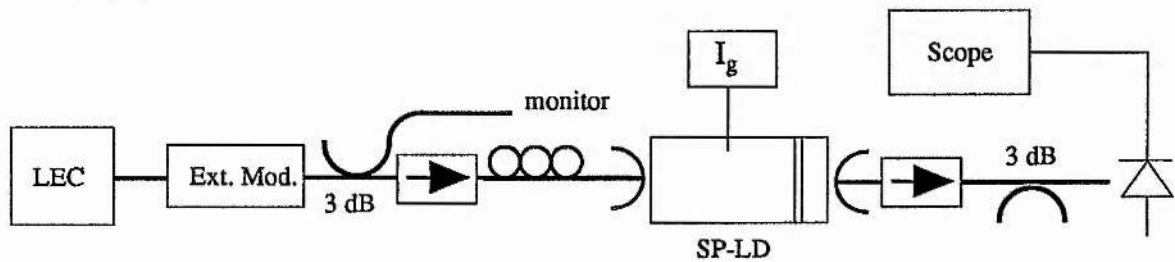 LEC
Ext. Mod.
3 dB
monitor
I_g
SP-LD
3 dB
Scope